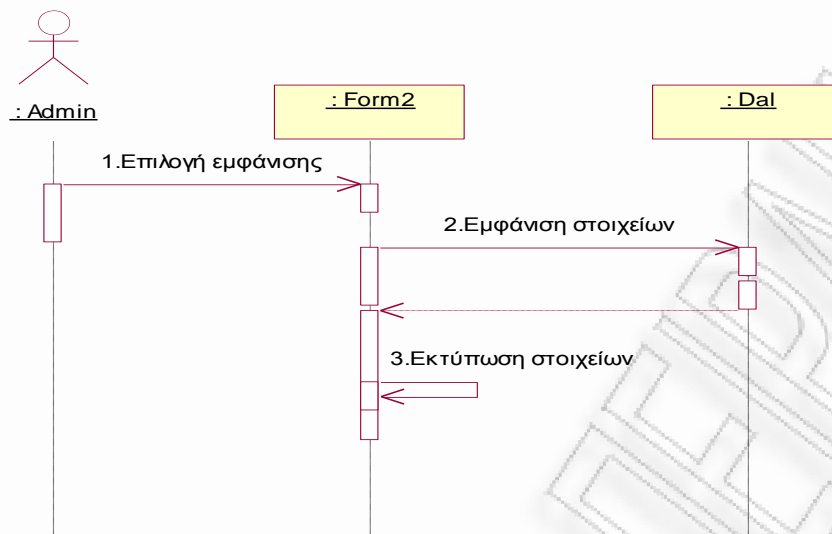 : Admin
: Form2
: Dal
1.Επιλογή εμφάνισης
2.Εμφάνιση στοιχείων
3.Εκτύπωση στοιχείων